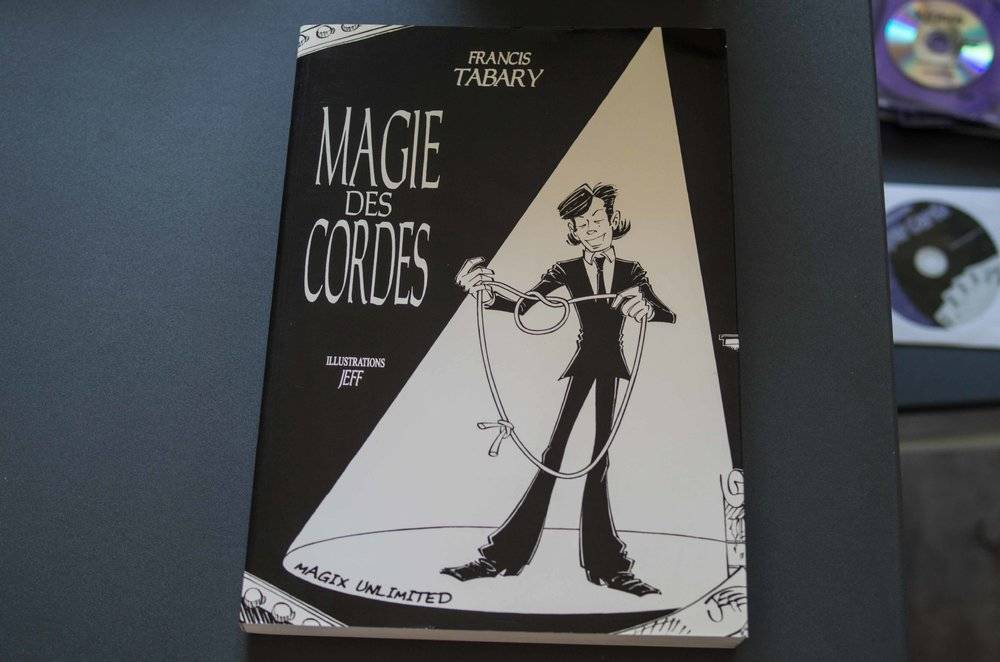 FRANCIS
TABARY
MAGIE
DES
CORDES
ILLUSTRATIONS
JEFF
MAGIX UNLIMITED
JEFF